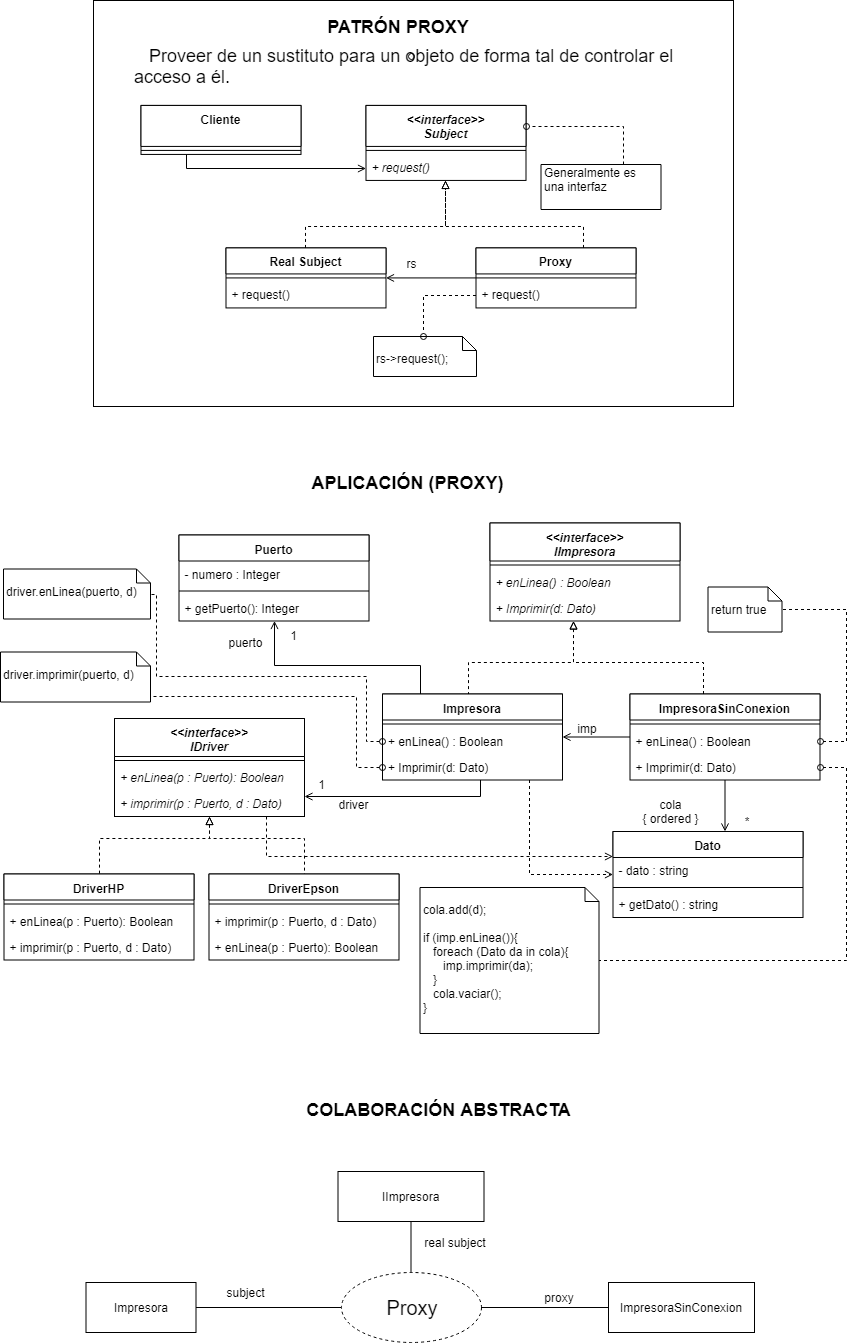 PATRÓN PROXY
Proveer de un sustituto para un objeto de forma tal de controlar el
acceso a él.
Cliente
<<interface>>
Subject
+ request()
Generalmente es
una interfaz
Real Subject
+ request()
rs
Proxy
+ request()
rs->request();
APLICACIÓN (PROXY)
Puerto
- numero : Integer
+ getPuerto(): Integer
<<interface>>
IImpresora
+ enLinea() : Boolean
+ Imprimir(d: Dato)
driver.enLinea(puerto, d)
return true
puerto
1
driver.imprimir(puerto, d)
Impresora
+ enLinea() : Boolean
+ Imprimir(d: Dato)
imp
ImpresoraSinConexion
+ enLinea() : Boolean
+ Imprimir(d: Dato)
<<interface>>
IDriver
+ enLinea(p : Puerto): Boolean
+ imprimir(p : Puerto, d : Dato)
1
driver
cola
{ ordered }
*
Dato
- dato : string
+ getDato() : string
DriverHP
+ enLinea(p : Puerto): Boolean
+ imprimir(p : Puerto, d : Dato)
DriverEpson
+ imprimir(p : Puerto, d : Dato)
+ enLinea(p : Puerto): Boolean
cola.add(d);
if (imp.enLinea()){
foreach (Dato da in cola){
imp.imprimir(da);
}
cola.vaciar();
}
COLABORACIÓN ABSTRACTA
IImpresora
real subject
Impresora
subject
Proxy
proxy
ImpresoraSinConexion